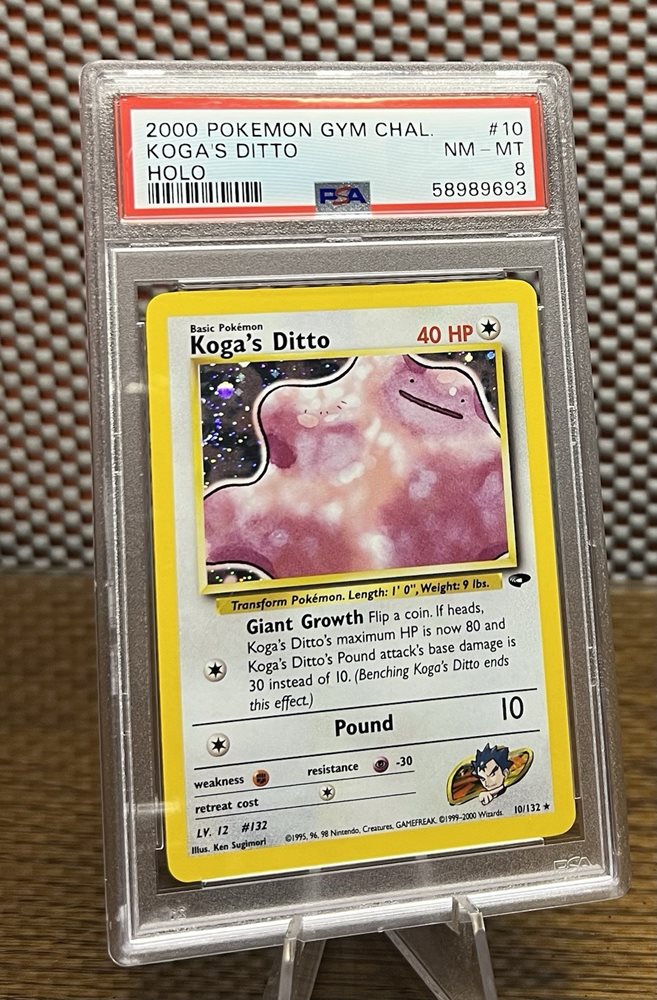 2000 POKEMON GYM CHAL. #10
KOGA'S DITTO NM - MT
HOLO 8
PSA 58989693
Basic Pokémon
Koga's Ditto 40 HP
Transform Pokémon. Length: 1' 0", Weight: 9 lbs.
Giant Growth Flip a coin. If heads,
Koga's Ditto's maximum HP is now 80 and
Koga's Ditto's Pound attack's base damage is
30 instead of 10. (Benching Koga's Ditto ends
this effect.)
Pound 10
weakness resistance -30
retreat cost
LV. 12 #132
10/132 ★
Illus. Ken Sugimori ©1995, 96, 98 Nintendo, Creatures, GAMEFREAK. ©1999-2000 Wizards.
PSA